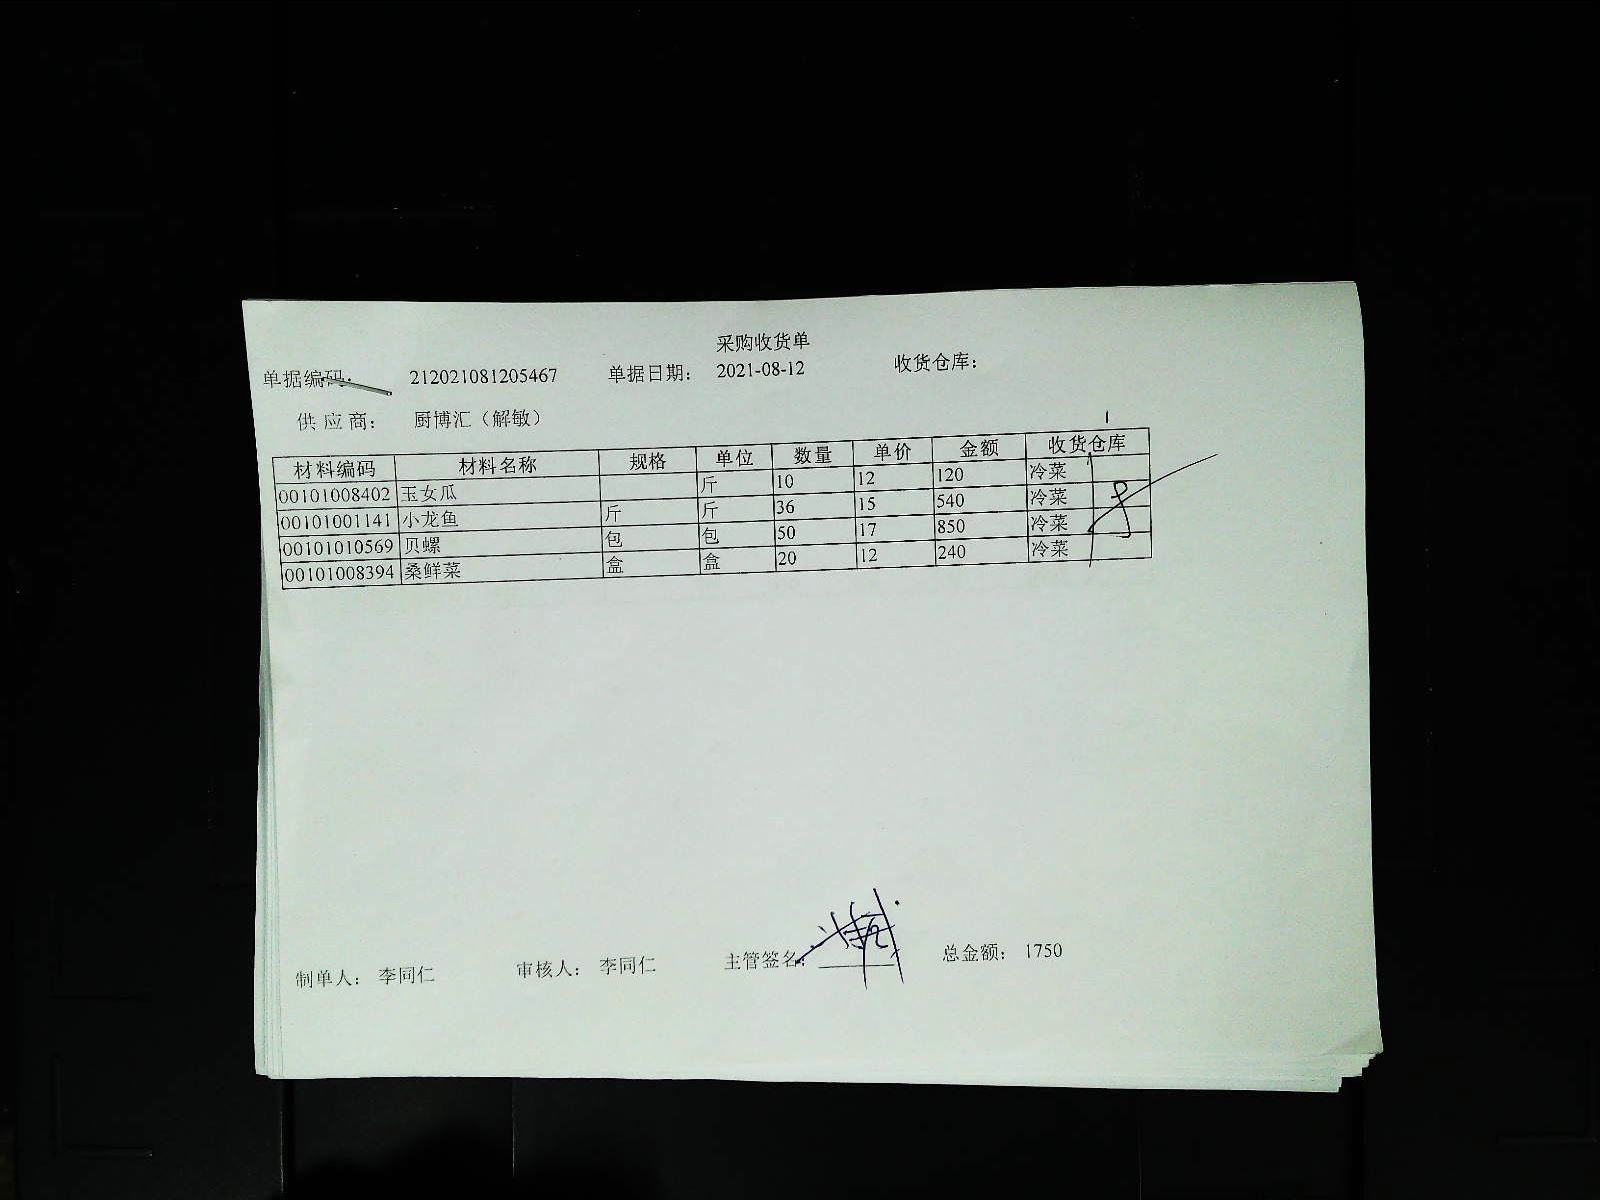 采购收货单
单据编码： 212021081205467 单据日期： 2021-08-12 收货仓库：
供应商： 厨博汇（解敏）
材料编码 材料名称 规格 单位 数量 单价 金额 收货仓库
00101008402 玉女瓜 斤 10 12 120 冷菜
00101001141 小龙鱼 斤 斤 36 15 540 冷菜
00101010569 贝螺 包 包 50 17 850 冷菜
00101008394 桑鲜菜 盒 盒 20 12 240 冷菜
制单人： 李同仁 审核人： 李同仁 主管签名： 总金额： 1750